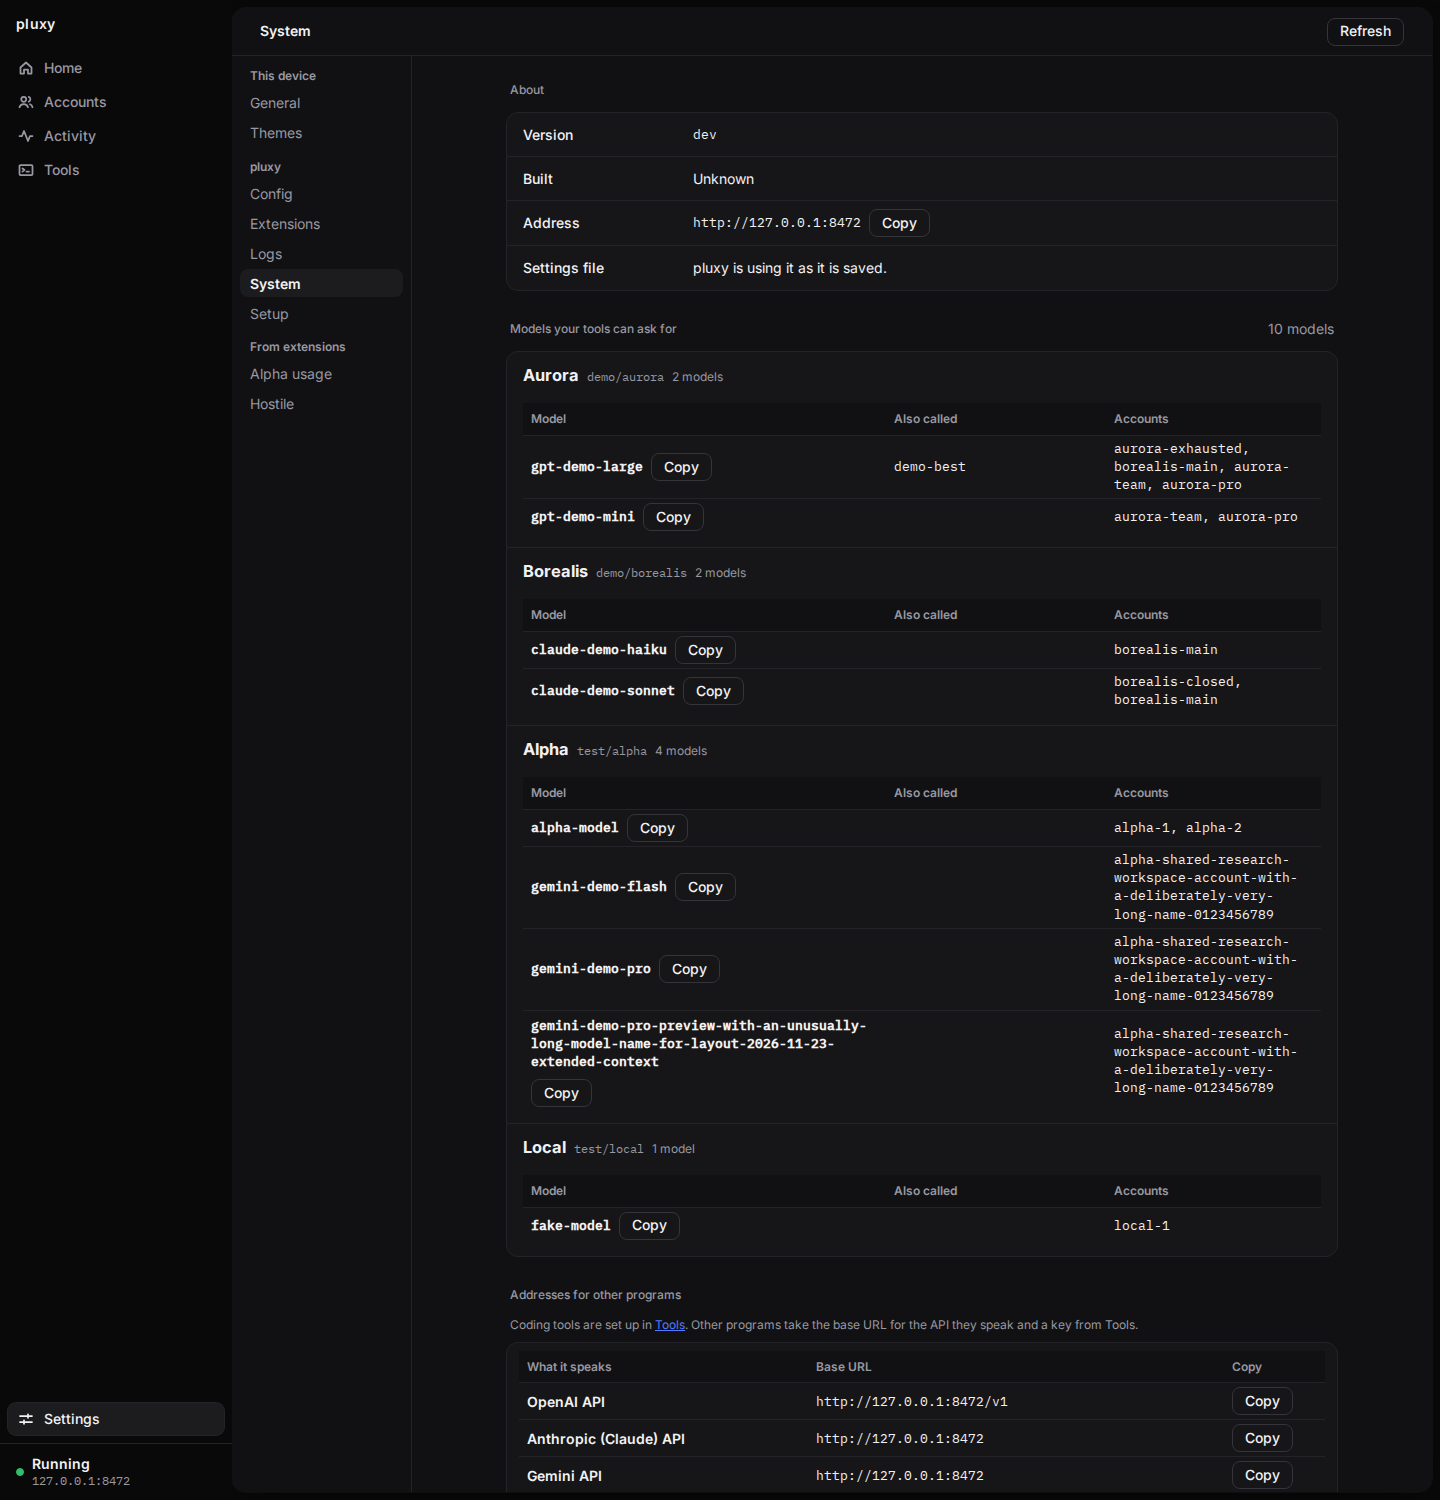 pluxy
Home
Accounts
Activity
Tools
Settings
Running
127.0.0.1:8472
System
Refresh
This device
General
Themes
pluxy
Config
Extensions
Logs
System
Setup
From extensions
Alpha usage
Hostile
About
Version dev
Built Unknown
Address http://127.0.0.1:8472 Copy
Settings file pluxy is using it as it is saved.
Models your tools can ask for 10 models
Aurora demo/aurora 2 models
Model Also called Accounts
gpt-demo-large Copy demo-best aurora-exhausted,
borealis-main, aurora-
team, aurora-pro
gpt-demo-mini Copy aurora-team, aurora-pro
Borealis demo/borealis 2 models
Model Also called Accounts
claude-demo-haiku Copy borealis-main
claude-demo-sonnet Copy borealis-closed,
borealis-main
Alpha test/alpha 4 models
Model Also called Accounts
alpha-model Copy alpha-1, alpha-2
gemini-demo-flash Copy alpha-shared-research-
workspace-account-with-
a-deliberately-very-
long-name-0123456789
gemini-demo-pro Copy alpha-shared-research-
workspace-account-with-
a-deliberately-very-
long-name-0123456789
gemini-demo-pro-preview-with-an-unusually-
long-model-name-for-layout-2026-11-23-
extended-context
Copy
alpha-shared-research-
workspace-account-with-
a-deliberately-very-
long-name-0123456789
Local test/local 1 model
Model Also called Accounts
fake-model Copy local-1
Addresses for other programs
Coding tools are set up in Tools. Other programs take the base URL for the API they speak and a key from Tools.
What it speaks Base URL Copy
OpenAI API http://127.0.0.1:8472/v1 Copy
Anthropic (Claude) API http://127.0.0.1:8472 Copy
Gemini API http://127.0.0.1:8472 Copy